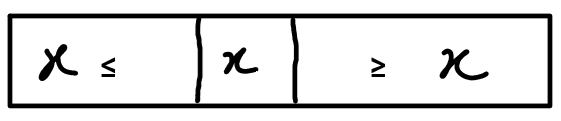 x ≤ |x| ≥ x